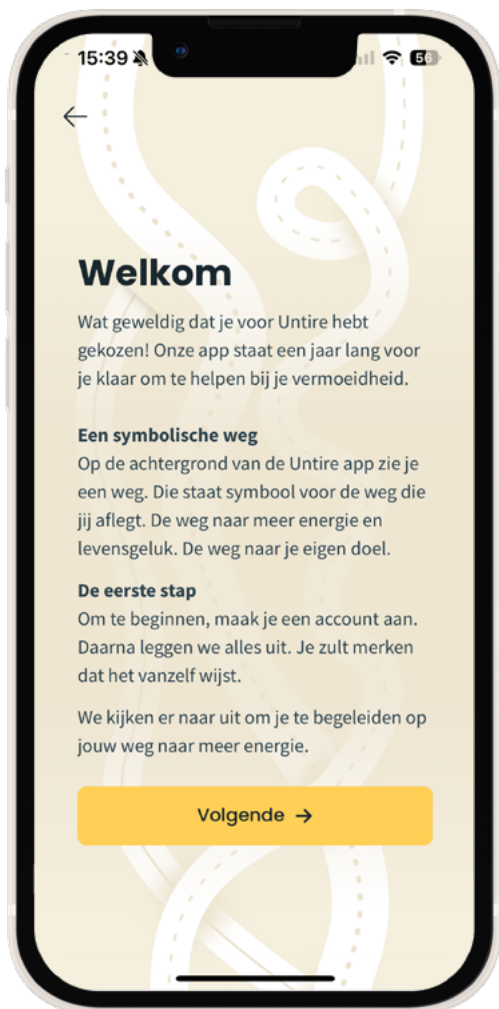 15:39
56
Welkom
Wat geweldig dat je voor Untire hebt
gekozen! Onze app staat een jaar lang voor
je klaar om te helpen bij je vermoeidheid.
Een symbolische weg
Op de achtergrond van de Untire app zie je
een weg. Die staat symbool voor de weg die
jij aflegt. De weg naar meer energie en
levensgeluk. De weg naar je eigen doel.
De eerste stap
Om te beginnen, maak je een account aan.
Daarna leggen we alles uit. Je zult merken
dat het vanzelf wijst.
We kijken er naar uit om je te begeleiden op
jouw weg naar meer energie.
Volgende →